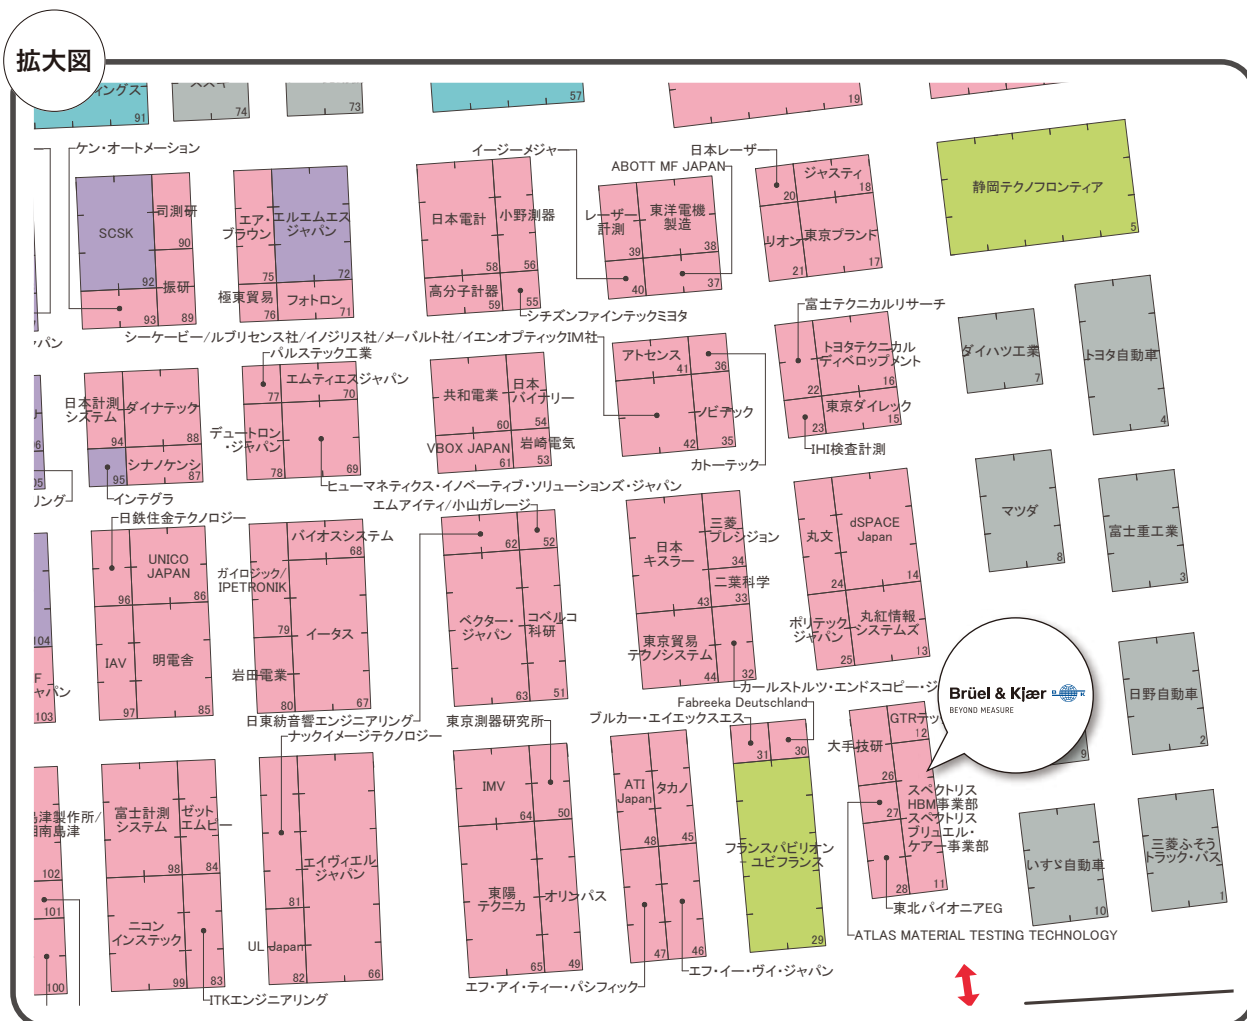 拡大図
ィングス
91
74
73
57
19
ケン・オートメーション
イージーメジャー
日本レーザー
ABOTT MF JAPAN
ジャスティ
18
20
静岡テクノフロンティア
5
司測研
90
SCSK
92
振研
93
89
エア・
ブラウン
エルエムエス
ジャパン
75
72
極東貿易
フォトロン
76
71
日本電計
小野測器
58
56
高分子計器
59
55
シチズンファインテックミヨタ
レーザー
計測
東洋電機
製造
39
38
40
37
リオン
東京プランド
21
17
ャパン
シーケービー/ルブリセンス社/イノジリス社/メーバルト社/イエンオプティックIM社
富士テクニカルリサーチ
パルステック工業
エムティエスジャパン
77
70
日本計測
システム
ダイナテック
94
88
シナノケンシ
95
87
インテグラ
デュートロン
・ジャパン
78
69
ヒューマネティクス・イノベーティブ・ソリューションズ・ジャパン
共和電業
日本
バイナリー
60
54
VBOX JAPAN
岩崎電気
61
53
アトセンス
41
36
ノビテック
42
35
カトーテック
トヨタテクニカル
ディベロップメント
22
16
東京ダイレック
23
15
IHI検査計測
ダイハツ工業
7
トヨタ自動車
4
リング
日鉄住金テクノロジー
エムアイティ/小山ガレージ
UNICO
JAPAN
96
86
IAV
明電舎
97
85
バイオスシステム
68
ガイロジック/
IPETRONIK
79
イータス
岩田電業
80
67
62
52
ベクター・
ジャパン
コベルコ
科研
63
51
日東紡音響エンジニアリング
日本
キスラー
三菱
プレシジョン
34
二葉科学
43
33
東京貿易
テクノシステム
44
32
カールストルツ・エンドスコピー・ジ
丸文
dSPACE
Japan
24
14
ポリテック
ジャパン
丸紅情報
システムズ
25
13
マツダ
8
富士重工業
3
104
ャパン
103
Brüel & Kjær
BEYOND MEASURE
日野自動車
2
9
ナックイメージテクノロジー
東京測器研究所
ブルカー・エイエックスエス
Fabreeka Deutschland
31
30
大手技研
GTRテッ
12
26
27
スペクトリス
HBM事業部
スペクトリス
ブリュエル・
ケアー事業部
28
11
東北パイオニアEG
ATLAS MATERIAL TESTING TECHNOLOGY
102
101
100
富士計測
システム
ゼット
エムピー
98
84
ニコン
インステック
99
83
ITKエンジニアリング
エイヴィエル
ジャパン
81
UL Japan
82
66
IMV
64
50
東陽
テクニカ
オリンパス
65
49
ATI
Japan
タカノ
48
45
47
46
エフ・アイ・ティー・パシフィック
エフ・イー・ヴイ・ジャパン
フランスパビリオン
ユビフランス
29
いすゞ自動車
10
三菱ふそう
トラック・バス
1